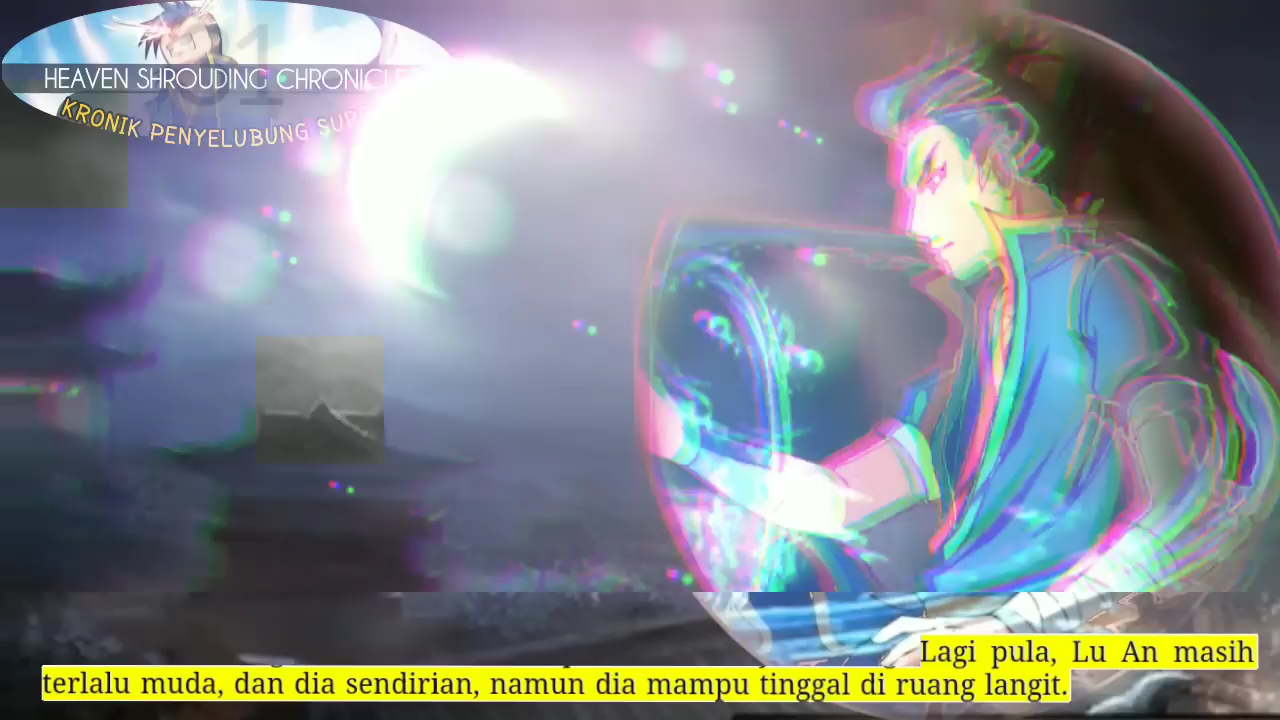 HEAVEN SHROUDING CHRONICLE
KRONIK PENYELUBUNG
Lagi pula, Lu An masih
terlalu muda, dan dia sendirian, namun dia mampu tinggal di ruang langit.